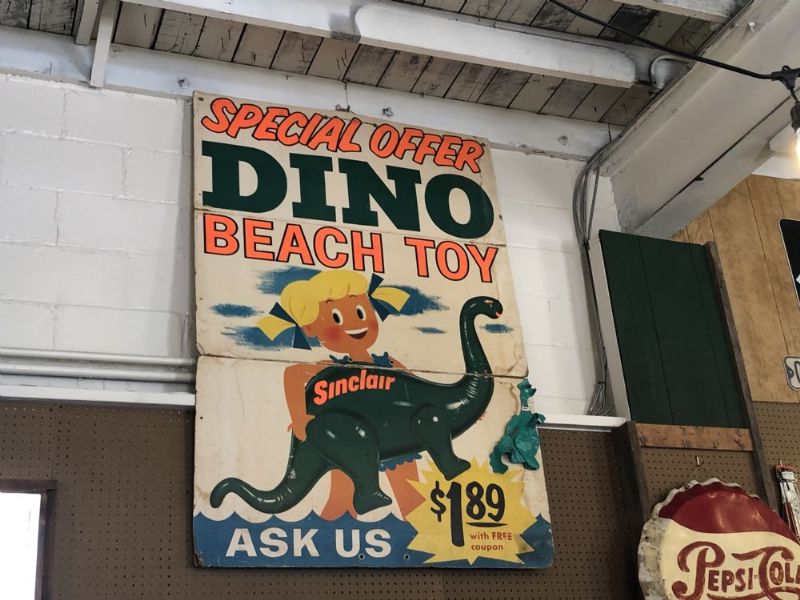 SPECIAL OFFER
DINO
BEACH TOY
Sinclair
$1.89
with FREE
coupon
ASK US
PEPSI-COLA